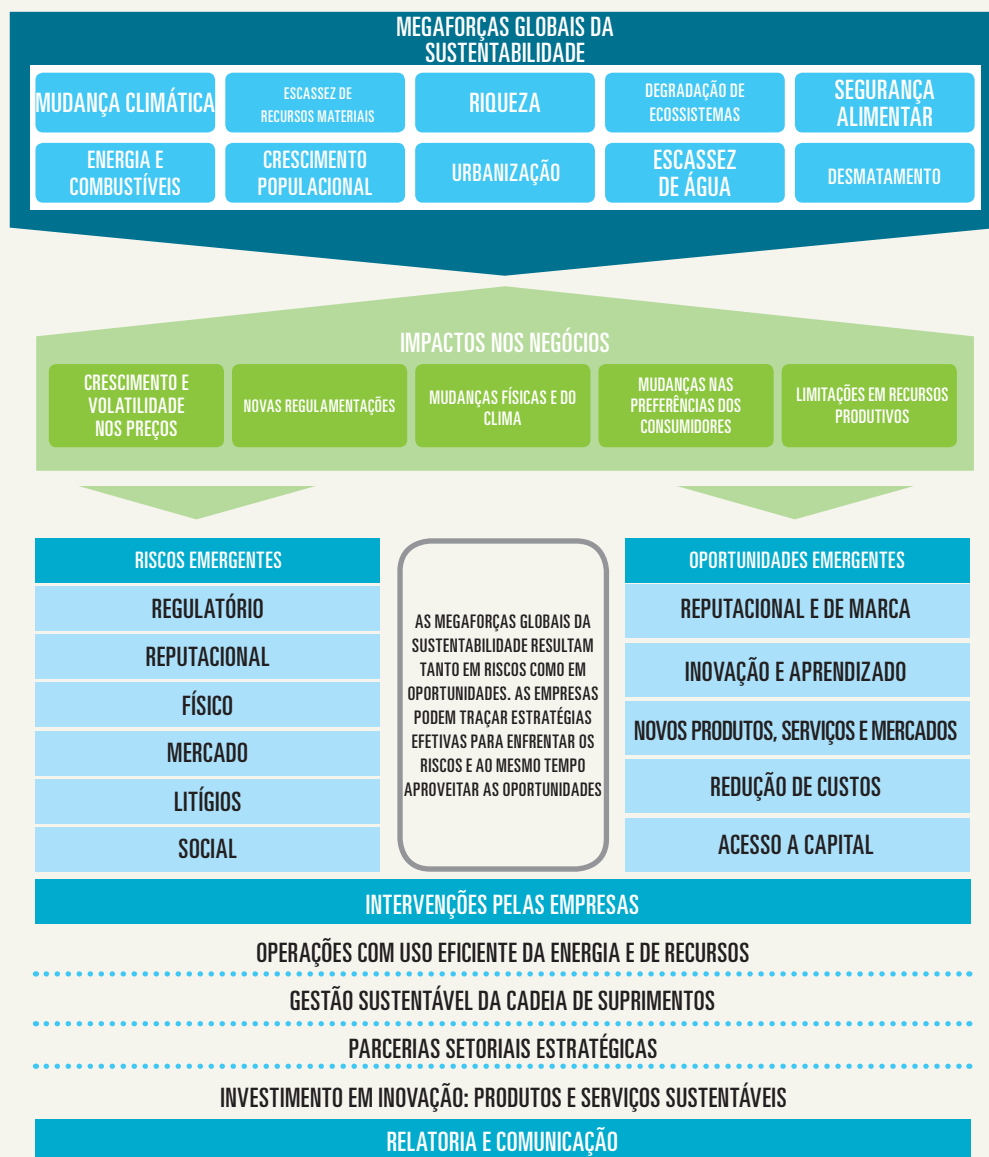 MEGAFORÇAS GLOBAIS DA
SUSTENTABILIDADE
MUDANÇA CLIMÁTICA
ESCASSEZ DE
RECURSOS MATERIAIS
RIQUEZA
DEGRADAÇÃO DE
ECOSSISTEMAS
SEGURANÇA
ALIMENTAR
ENERGIA E
COMBUSTÍVEIS
CRESCIMENTO
POPULACIONAL
URBANIZAÇÃO
ESCASSEZ
DE ÁGUA
DESMATAMENTO
IMPACTOS NOS NEGÓCIOS
CRESCIMENTO E
VOLATILIDADE
NOS PREÇOS
NOVAS REGULAMENTAÇÕES
MUDANÇAS FÍSICAS E DO
CLIMA
MUDANÇAS NAS
PREFERÊNCIAS DOS
CONSUMIDORES
LIMITAÇÕES EM RECURSOS
PRODUTIVOS
RISCOS EMERGENTES
REGULATÓRIO
REPUTACIONAL
FÍSICO
MERCADO
LITÍGIOS
SOCIAL
AS MEGAFORÇAS GLOBAIS DA
SUSTENTABILIDADE RESULTAM
TANTO EM RISCOS COMO EM
OPORTUNIDADES. AS EMPRESAS
PODEM TRAÇAR ESTRATÉGIAS
EFETIVAS PARA ENFRENTAR OS
RISCOS E AO MESMO TEMPO
APROVEITAR AS OPORTUNIDADES
OPORTUNIDADES EMERGENTES
REPUTACIONAL E DE MARCA
INOVAÇÃO E APRENDIZADO
NOVOS PRODUTOS, SERVIÇOS E MERCADOS
REDUÇÃO DE CUSTOS
ACESSO A CAPITAL
INTERVENÇÕES PELAS EMPRESAS
OPERAÇÕES COM USO EFICIENTE DA ENERGIA E DE RECURSOS
GESTÃO SUSTENTÁVEL DA CADEIA DE SUPRIMENTOS
PARCERIAS SETORIAIS ESTRATÉGICAS
INVESTIMENTO EM INOVAÇÃO: PRODUTOS E SERVIÇOS SUSTENTÁVEIS
RELATORIA E COMUNICAÇÃO